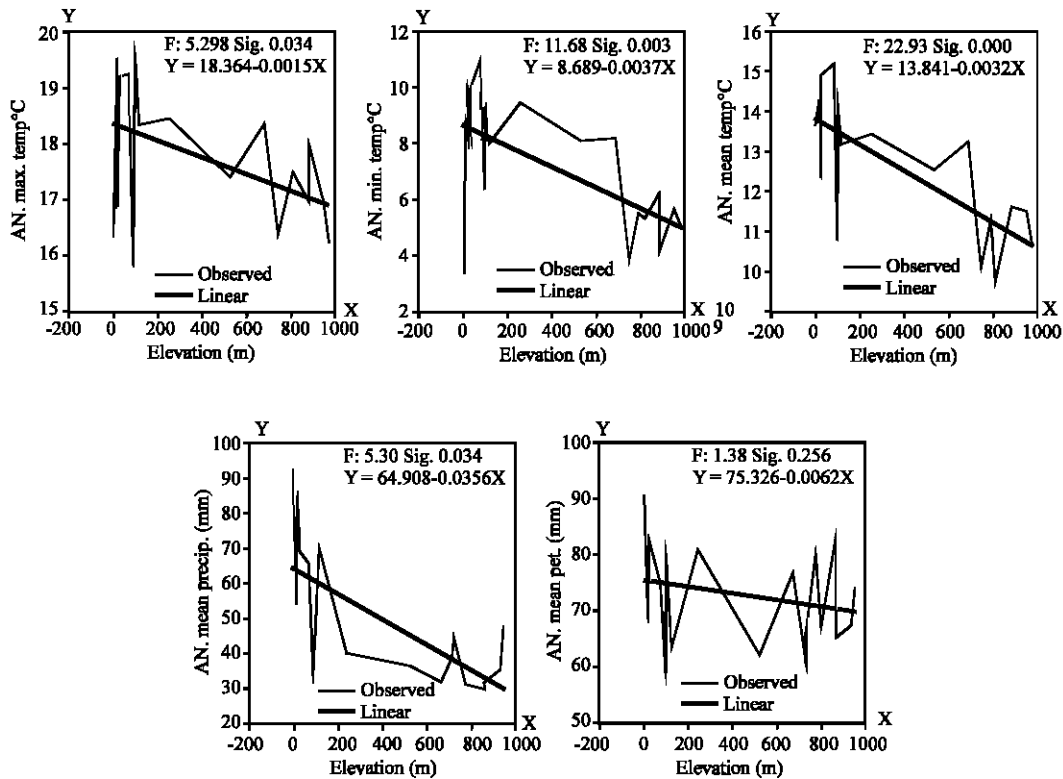 Y
F: 5.298 Sig. 0.034
Y = 18.364-0.0015X
AN. max. temp°C
20
19
18
17
16
15
Observed
Linear
X
-200 0 200 400 600 800 1000
Elevation (m)
Y
F: 11.68 Sig. 0.003
Y = 8.689-0.0037X
AN. min. temp°C
12
10
8
6
4
2
Observed
Linear
X
-200 0 200 400 600 800 1000
Elevation (m)
Y
F: 22.93 Sig. 0.000
Y = 13.841-0.0032X
AN. mean temp°C
16
15
14
13
12
11
10
10
9
Observed
Linear
X
-200 0 200 400 600 800 1000
Elevation (m)
Y
F: 5.30 Sig. 0.034
Y = 64.908-0.0356X
AN. mean precip. (mm)
100
90
80
70
60
50
40
30
20
Observed
Linear
X
-200 0 200 400 600 800 1000
Elevation (m)
Y
F: 1.38 Sig. 0.256
Y = 75.326-0.0062X
AN. mean pet. (mm)
100
90
80
70
60
50
Observed
Linear
X
-200 0 200 400 600 800 1000
Elevation (m)